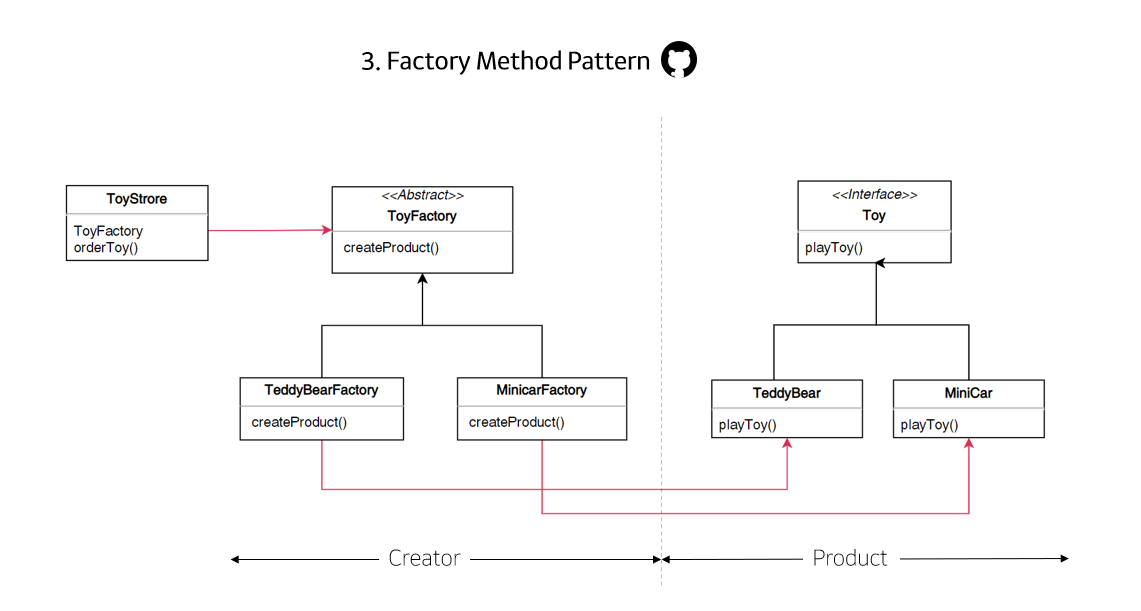 3. Factory Method Pattern
ToyStrore
ToyFactory
orderToy()
<<Abstract>>
ToyFactory
createProduct()
<<Interface>>
Toy
playToy()
TeddyBearFactory
createProduct()
MinicarFactory
createProduct()
TeddyBear
playToy()
MiniCar
playToy()
Creator
Product